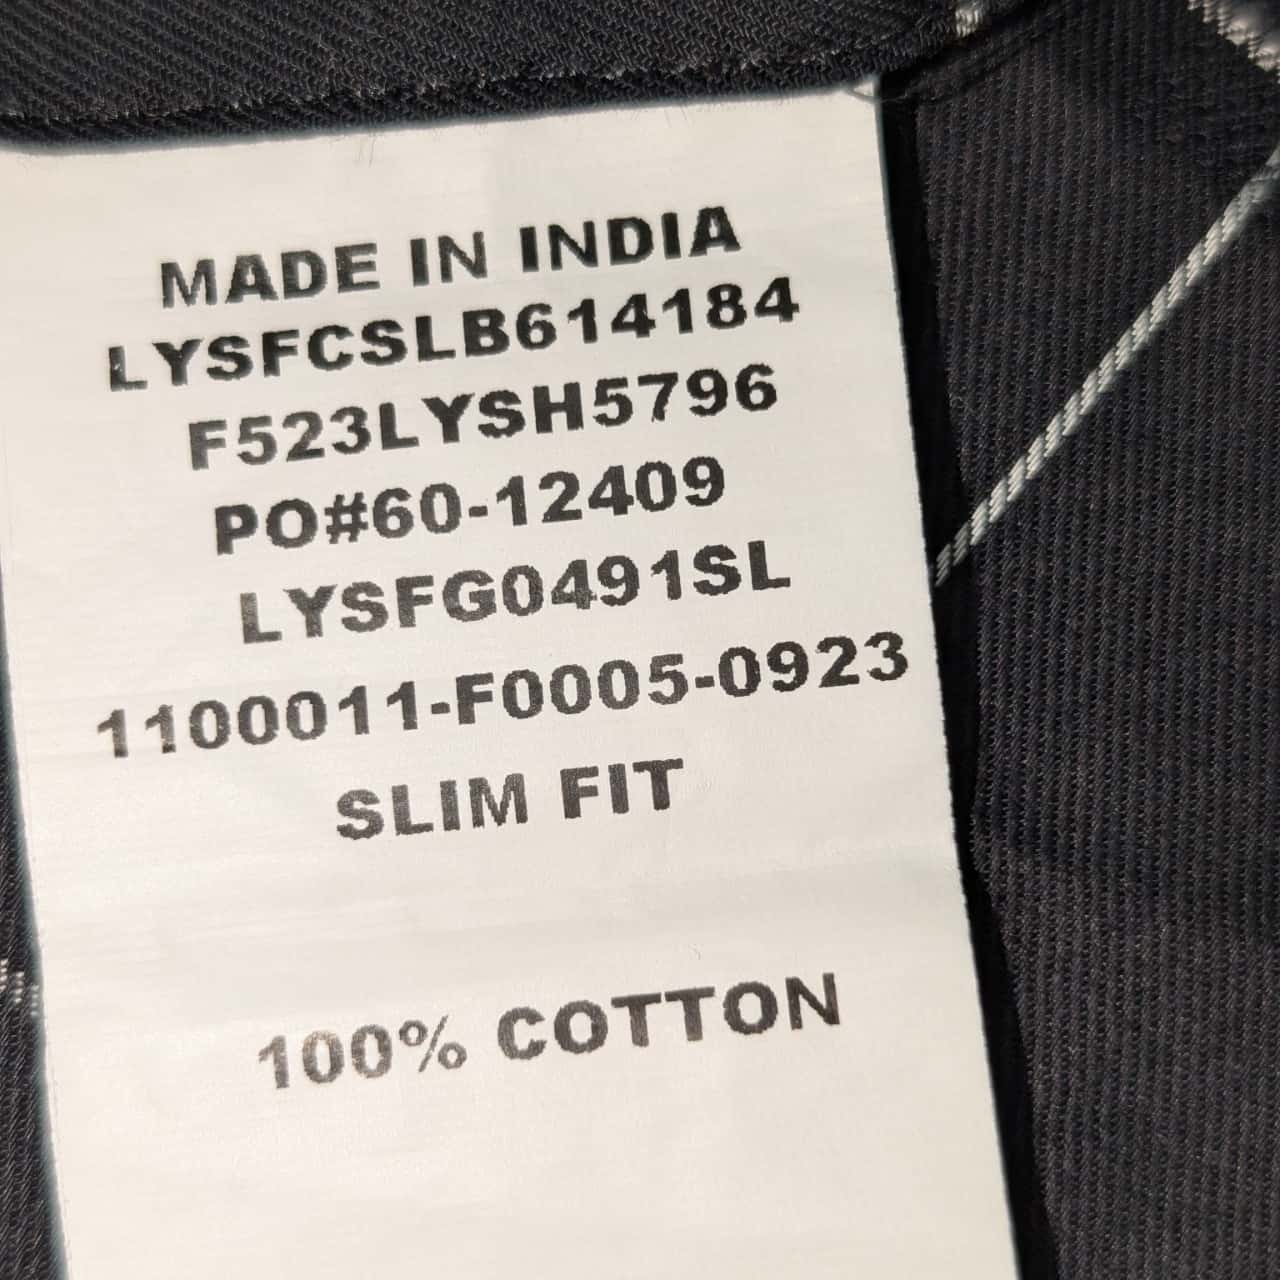 MADE IN INDIA
LYSFCSLB614184
F523LYSH5796
PO#60-12409
LYSFG0491SL
1100011-F0005-0923
SLIM FIT
100% COTTON